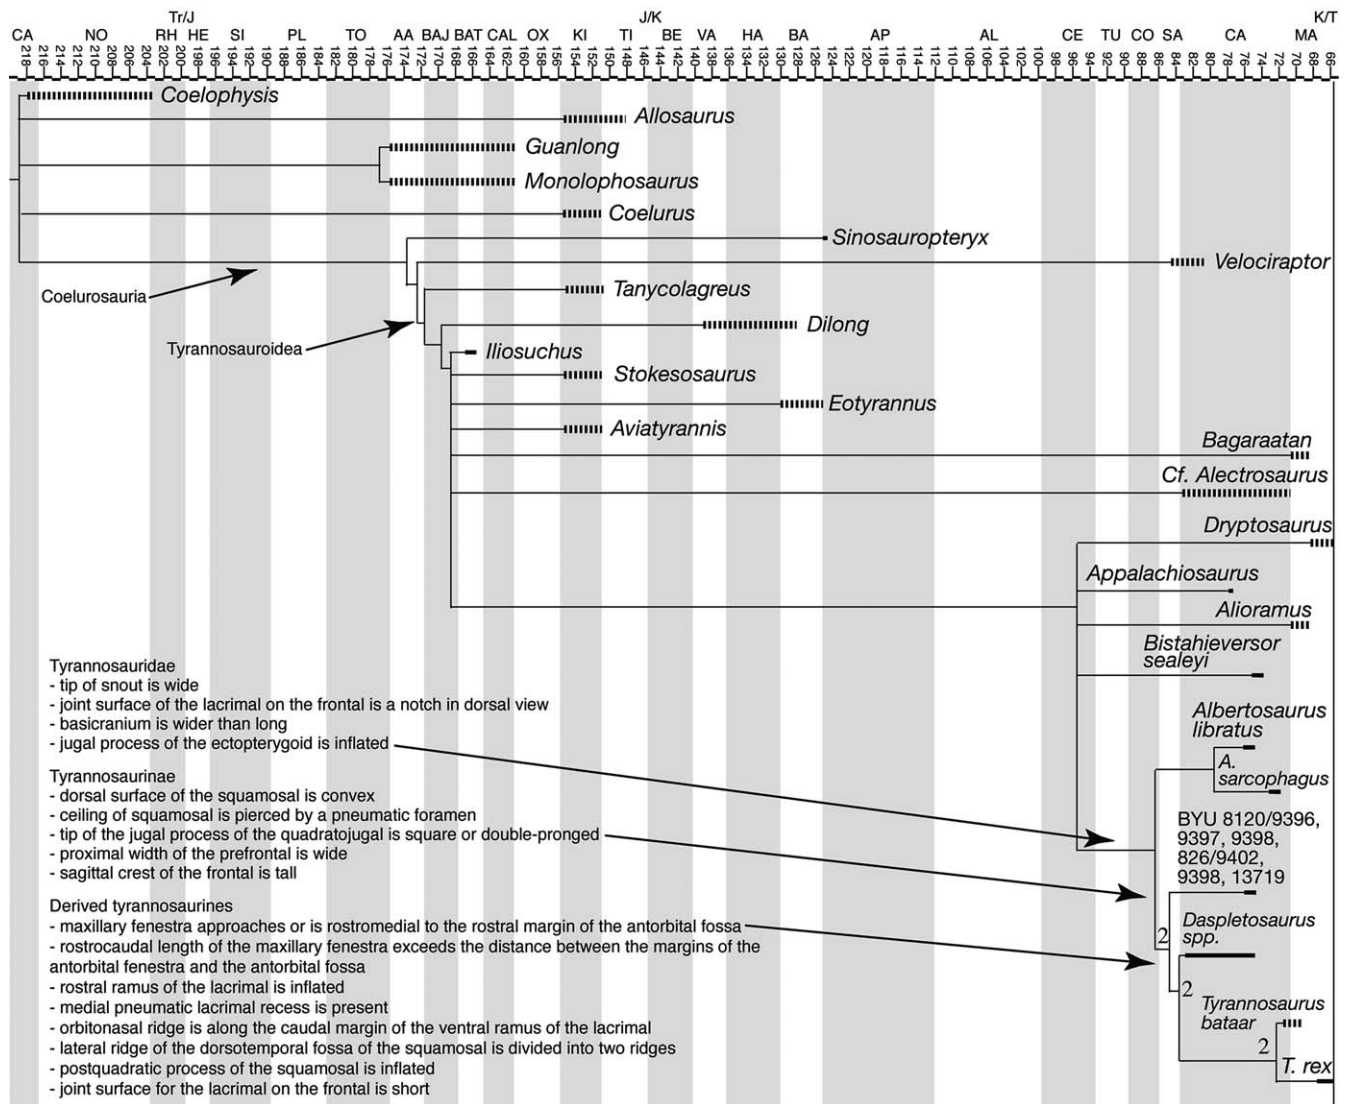 Tr/J J/K K/T
CA NO RH HE SI PL TO AA BAJ BAT CAL OX KI TI BE VA HA BA AP AL CE TU CO SA CA MA
218 216 214 212 210 208 206 204 202 200 198 196 194 192 190 188 186 184 182 180 178 176 174 172 170 168 166 164 162 160 158 156 154 152 150 148 146 144 142 140 138 136 134 132 130 128 126 124 122 120 118 116 114 112 110 108 106 104 102 100 98 96 94 92 90 88 86 84 82 80 78 76 74 72 70 68 66
Coelophysis
Allosaurus
Guanlong
Monolophosaurus
Coelurus
Sinosauropteryx
Velociraptor
Coelurosauria
Tanycolagreus
Dilong
Tyrannosauroidea
Iliosuchus
Stokesosaurus
Eotyrannus
Aviatyrannis
Bagaraatan
Cf. Alectrosaurus
Dryptosaurus
Appalachiosaurus
Alioramus
Bistahieversor
sealeyi
Albertosaurus
libratus
A.
sarcophagus
BYU 8120/9396,
9397, 9398,
826/9402,
9398, 13719
2
Daspletosaurus
spp.
2
Tyrannosaurus
bataar
2
T. rex
Tyrannosauridae
- tip of snout is wide
- joint surface of the lacrimal on the frontal is a notch in dorsal view
- basicranium is wider than long
- jugal process of the ectopterygoid is inflated
Tyrannosaurinae
- dorsal surface of the squamosal is convex
- ceiling of squamosal is pierced by a pneumatic foramen
- tip of the jugal process of the quadratojugal is square or double-pronged
- proximal width of the prefrontal is wide
- sagittal crest of the frontal is tall
Derived tyrannosaurines
- maxillary fenestra approaches or is rostromedial to the rostral margin of the antorbital fossa
- rostrocaudal length of the maxillary fenestra exceeds the distance between the margins of the
antorbital fenestra and the antorbital fossa
- rostral ramus of the lacrimal is inflated
- medial pneumatic lacrimal recess is present
- orbitonasal ridge is along the caudal margin of the ventral ramus of the lacrimal
- lateral ridge of the dorsotemporal fossa of the squamosal is divided into two ridges
- postquadratic process of the squamosal is inflated
- joint surface for the lacrimal on the frontal is short